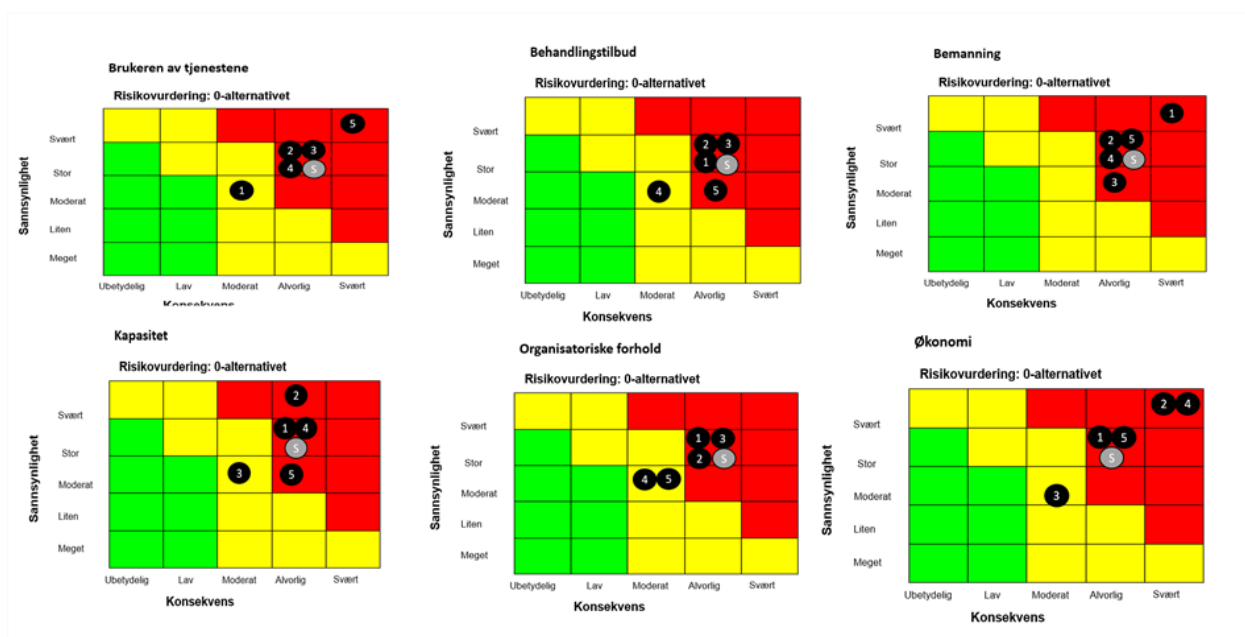 Brukeren av tjenestene
Risikovurdering: 0-alternativet
Sannsynlighet
Svært
Stor
Moderat
Liten
Meget
5
2 3
4 S
1
Ubetydelig Lav Moderat Alvorlig Svært
Konsekvens
Behandlingstilbud
Risikovurdering: 0-alternativet
Sannsynlighet
Svært
Stor
Moderat
Liten
Meget
2 3
1 S
4 5
Ubetydelig Lav Moderat Alvorlig Svært
Konsekvens
Bemanning
Risikovurdering: 0-alternativet
Sannsynlighet
Svært
Stor
Moderat
Liten
Meget
1
2 5
4 S
3
Ubetydelig Lav Moderat Alvorlig Svært
Konsekvens
Kapasitet
Risikovurdering: 0-alternativet
Sannsynlighet
Svært
Stor
Moderat
Liten
Meget
2
1 4
S
3 5
Ubetydelig Lav Moderat Alvorlig Svært
Konsekvens
Organisatoriske forhold
Risikovurdering: 0-alternativet
Sannsynlighet
Svært
Stor
Moderat
Liten
Meget
1 3
2 S
4 5
Ubetydelig Lav Moderat Alvorlig Svært
Konsekvens
Økonomi
Risikovurdering: 0-alternativet
Sannsynlighet
Svært
Stor
Moderat
Liten
Meget
2 4
1 5
S
3
Ubetydelig Lav Moderat Alvorlig Svært
Konsekvens